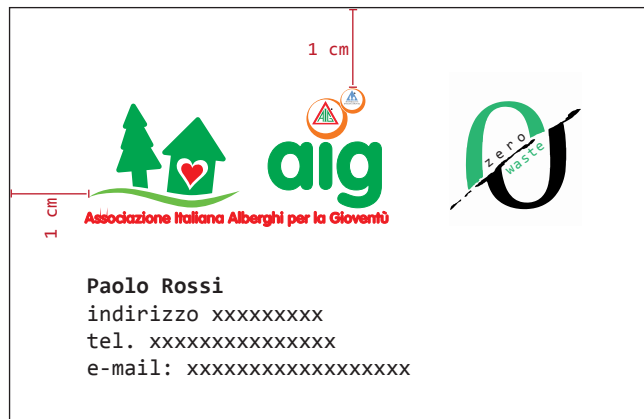 1 cm
AIG
aig
zero
waste
1 cm
Associazione Italiana Alberghi per la Gioventù
Paolo Rossi
indirizzo xxxxxxxxx
tel. xxxxxxxxxxxxxxx
e-mail: xxxxxxxxxxxxxxxxxx